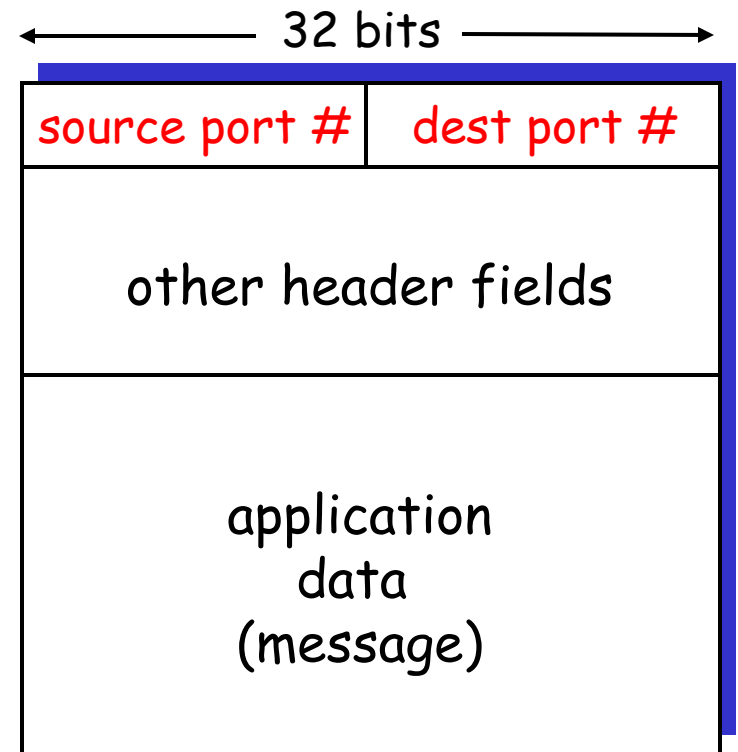 32 bits
source port #
dest port #
other header fields
application
data
(message)